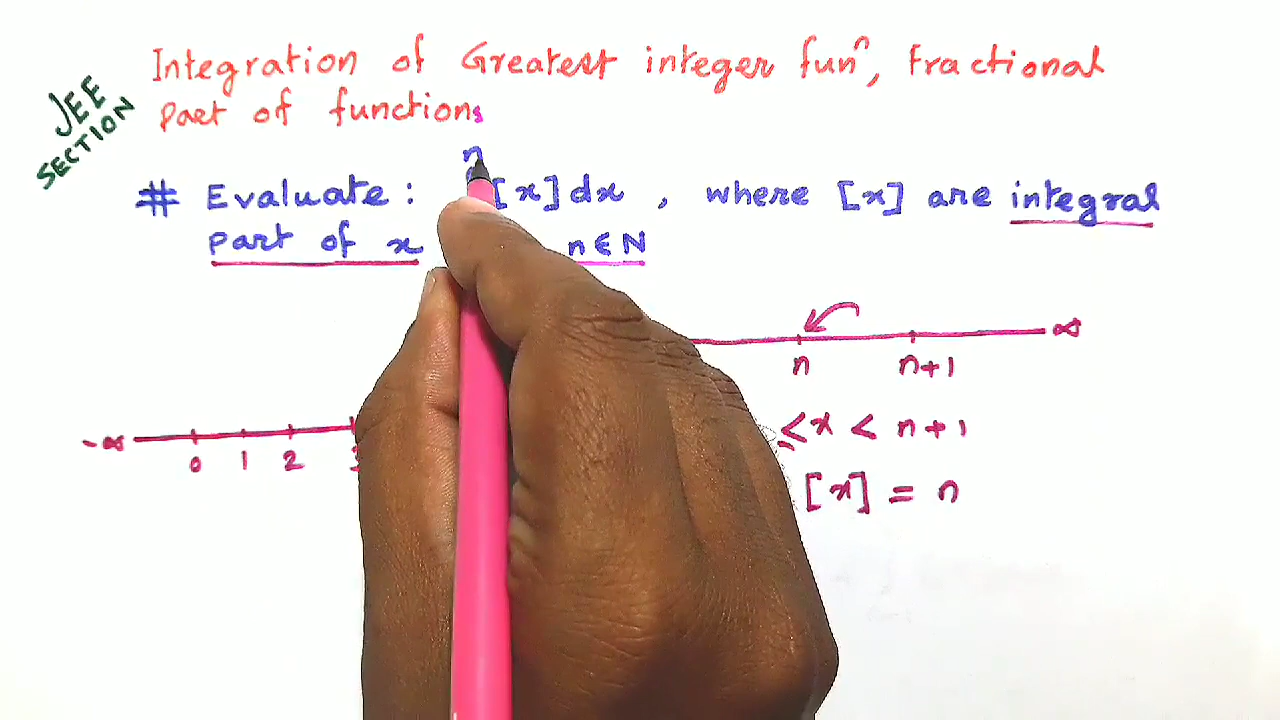 Integration of Greatest integer funⁿ, Fractional
Part of functions
JEE
SECTION
n
# Evaluate : [x]dx , where [x] are integral
part of x n ∈ N
n n+1 ∞
≤ x < n+1
-∞ 0 1 2 3
[x] = n